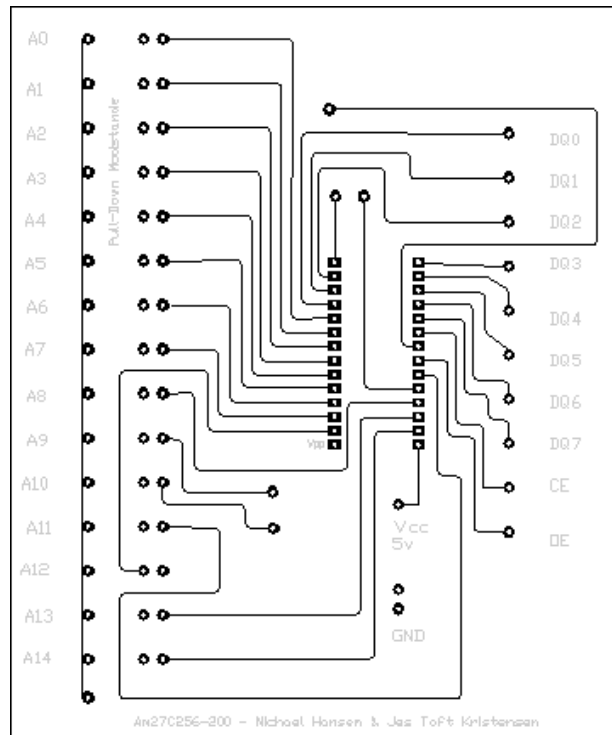 A0
A1
A2
A3
A4
A5
A6
A7
A8
A9
A10
A11
A12
A13
A14
Pull-Down Modstande
DQ0
DQ1
DQ2
DQ3
DQ4
DQ5
DQ6
DQ7
CE
OE
Vpp
Vcc
5v
GND
Am27C256-200 - Michael Hansen & Jes Toft Kristensen